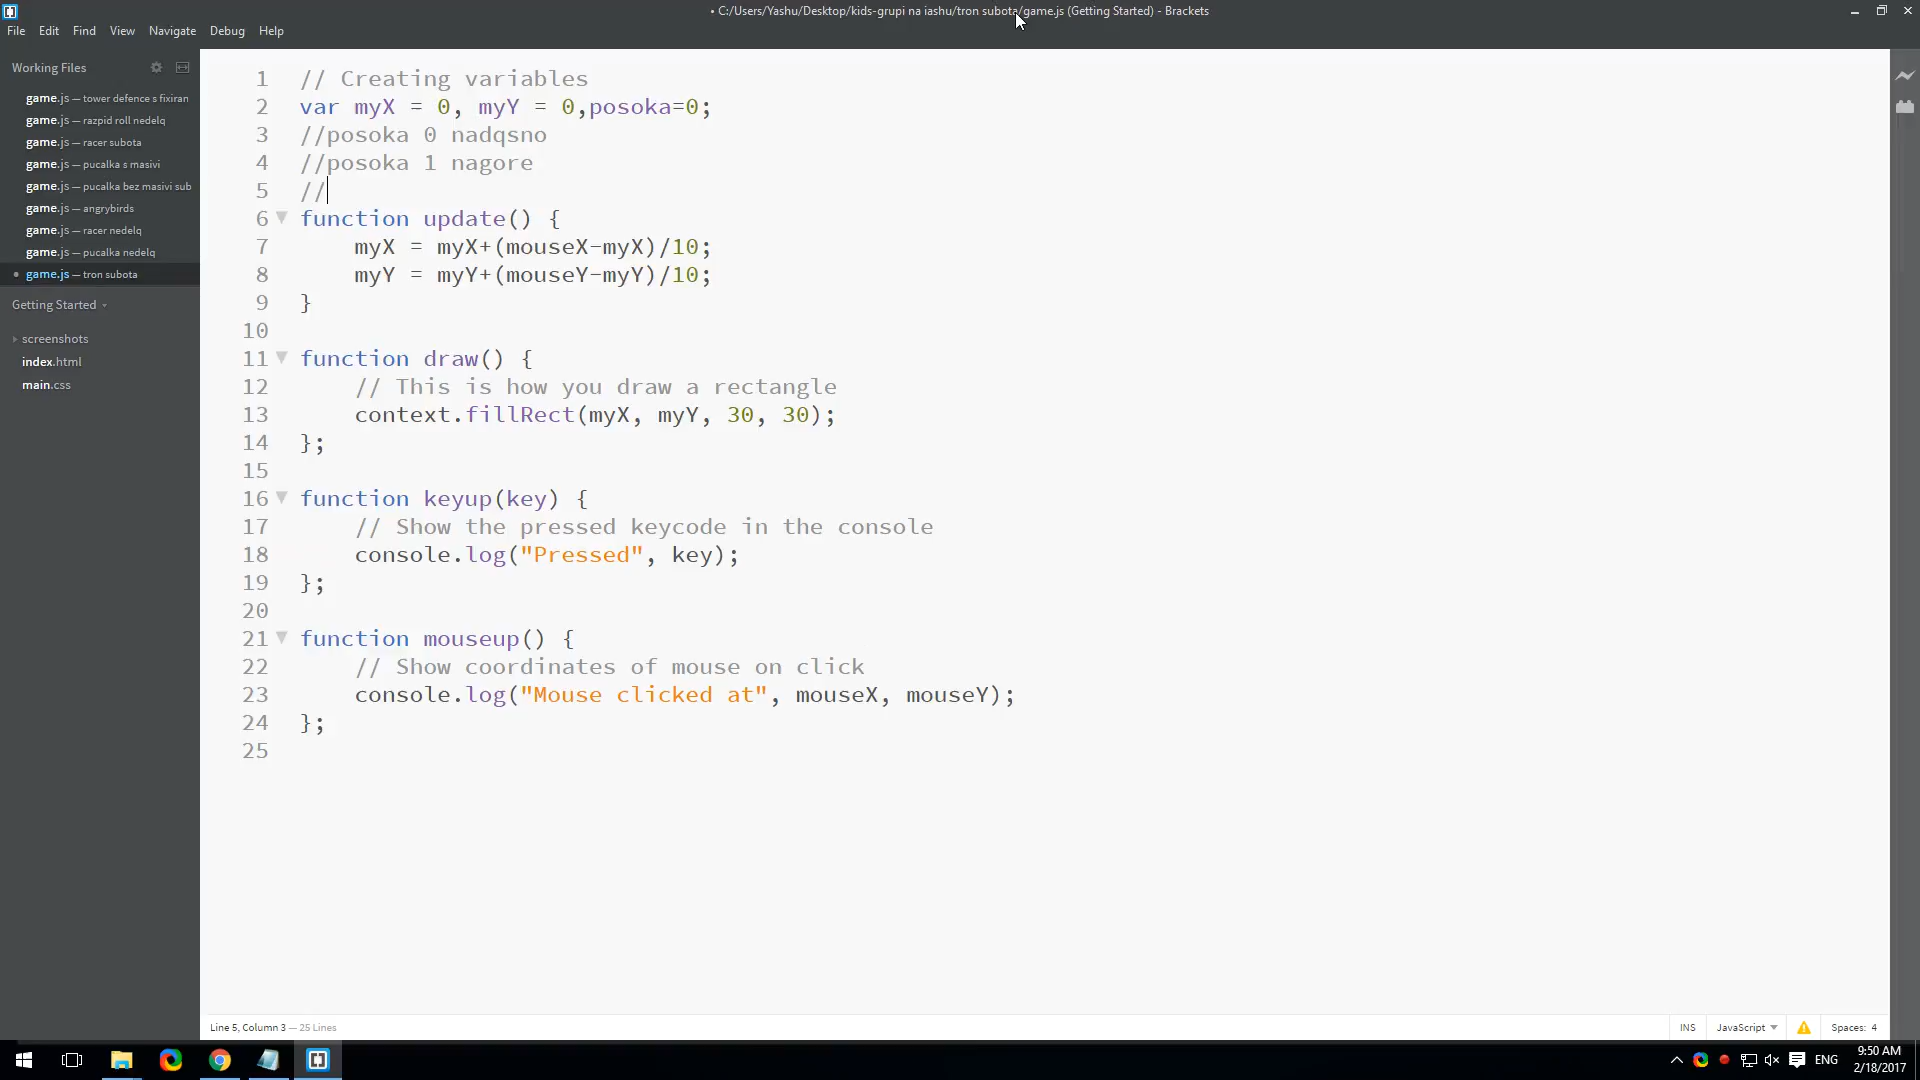 • C:/Users/Yashu/Desktop/kids-grupi na iashu/tron subota/game.js (Getting Started) - Brackets
File Edit Find View Navigate Debug Help
Working Files
game.js — tower defence s fixiran
game.js — razpid roll nedelq
game.js — racer subota
game.js — pucalka s masivi
game.js — pucalka bez masivi sub
game.js — angrybirds
game.js — racer nedelq
game.js — pucalka nedelq
• game.js — tron subota
Getting Started
screenshots
index.html
main.css
1 // Creating variables
2 var myX = 0, myY = 0,posoka=0;
3 //posoka 0 nadqsno
4 //posoka 1 nagore
5 //
6 function update() {
7 myX = myX+(mouseX-myX)/10;
8 myY = myY+(mouseY-myY)/10;
9 }
10
11 function draw() {
12 // This is how you draw a rectangle
13 context.fillRect(myX, myY, 30, 30);
14 };
15
16 function keyup(key) {
17 // Show the pressed keycode in the console
18 console.log("Pressed", key);
19 };
20
21 function mouseup() {
22 // Show coordinates of mouse on click
23 console.log("Mouse clicked at", mouseX, mouseY);
24 };
25
Line 5, Column 3 — 25 Lines
INS JavaScript Spaces: 4
ENG
9:50 AM
2/18/2017